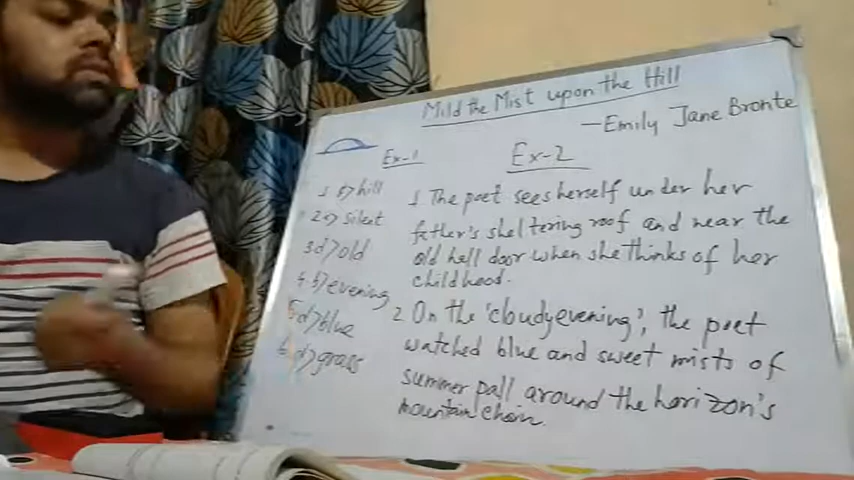 Mild the Mist upon the Hill
—Emily Jane Bronte
Ex-1
1 b>hill
2 c>silent
3 d>old
4 b>evening
5 d>blue
6 d>grass
Ex-2
1 The poet sees herself under her
father's sheltering roof and near the
old hall door when she thinks of her
childhood.
2 On the 'cloudy evening', the poet
watched blue and sweet mists of
summer pall around the horizon's
mountain chain.